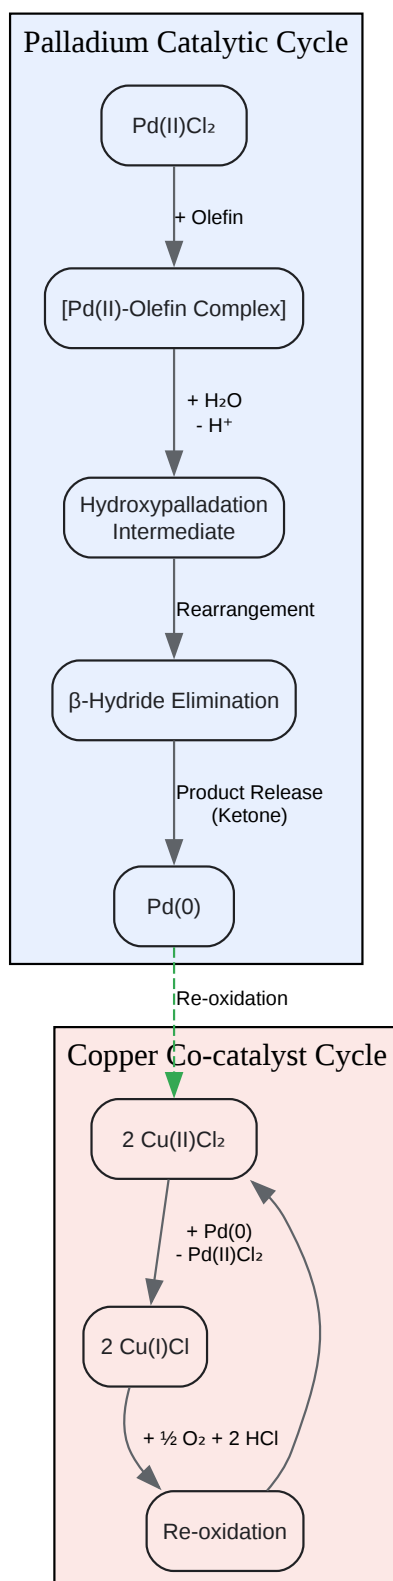 Palladium Catalytic Cycle
Pd(II)Cl₂
+ Olefin
[Pd(II)-Olefin Complex]
+ H₂O
- H⁺
Hydroxypalladation
Intermediate
Rearrangement
β-Hydride Elimination
Product Release
(Ketone)
Pd(0)
Re-oxidation
Copper Co-catalyst Cycle
2 Cu(II)Cl₂
+ Pd(0)
- Pd(II)Cl₂
2 Cu(I)Cl
+ ½ O₂ + 2 HCl
Re-oxidation